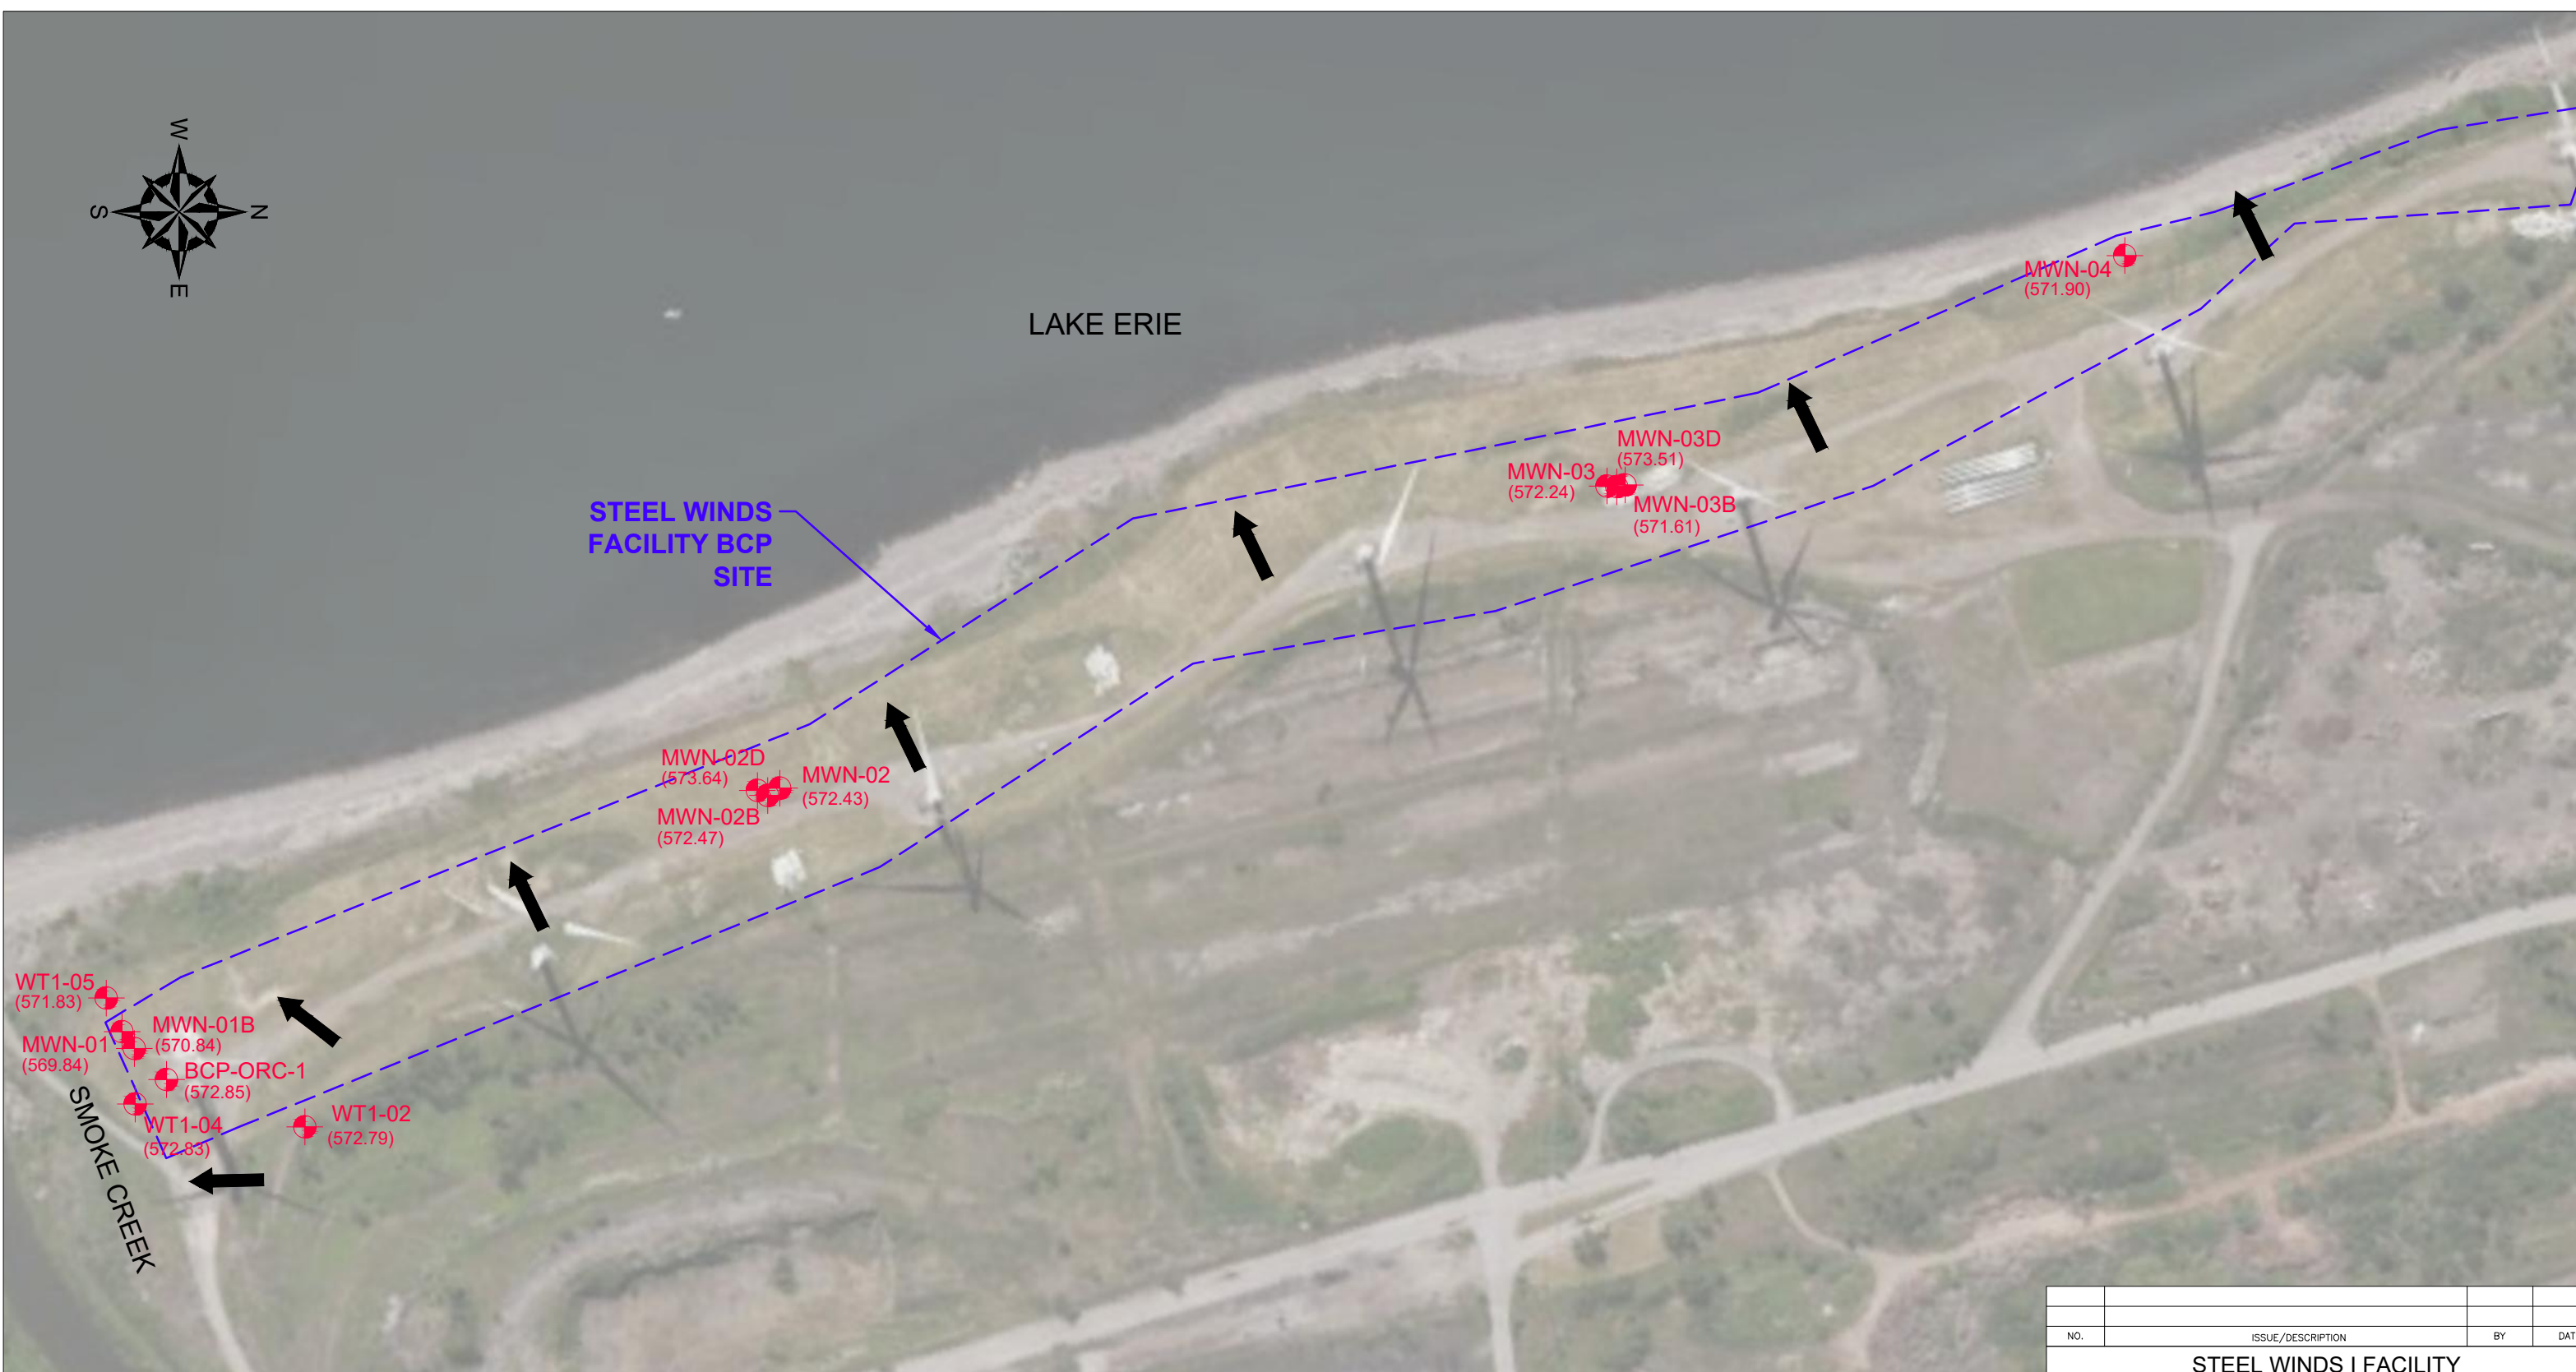 W
S
N
E
LAKE ERIE
MWN-04
(571.90)
MWN-03D
(573.51)
MWN-03
(572.24)
MWN-03B
(571.61)
STEEL WINDS
FACILITY BCP
SITE
MWN-02D
(573.64)
MWN-02
(572.43)
MWN-02B
(572.47)
WT1-05
(571.83)
MWN-01B
(570.84)
MWN-01
(569.84)
BCP-ORC-1
(572.85)
WT1-04
(572.83)
WT1-02
(572.79)
SMOKE CREEK
NO. ISSUE/DESCRIPTION BY DAT
STEEL WINDS I FACILITY